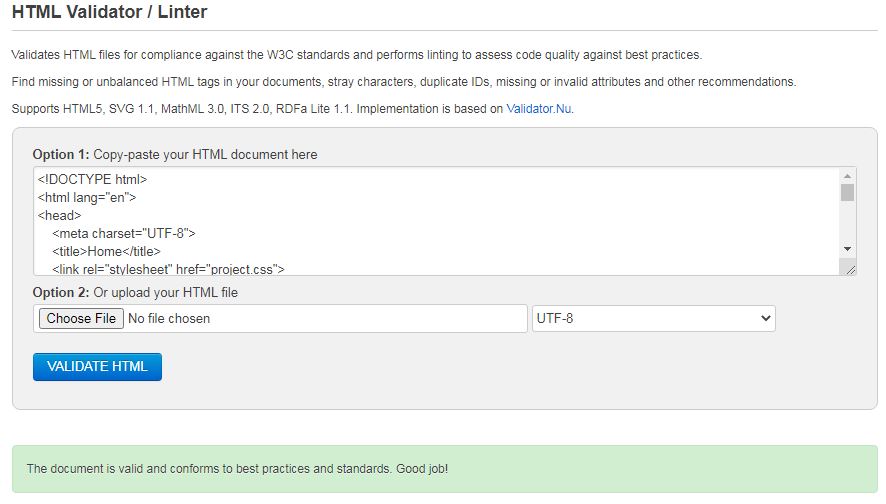 HTML Validator / Linter
Validates HTML files for compliance against the W3C standards and performs linting to assess code quality against best practices.
Find missing or unbalanced HTML tags in your documents, stray characters, duplicate IDs, missing or invalid attributes and other recommendations.
Supports HTML5, SVG 1.1, MathML 3.0, ITS 2.0, RDFa Lite 1.1. Implementation is based on Validator.Nu.
Option 1: Copy-paste your HTML document here
<!DOCTYPE html>
<html lang="en">
<head>
    <meta charset="UTF-8">
    <title>Home</title>
    <link rel="stylesheet" href="project.css">
Option 2: Or upload your HTML file
Choose File No file chosen UTF-8
VALIDATE HTML
The document is valid and conforms to best practices and standards. Good job!